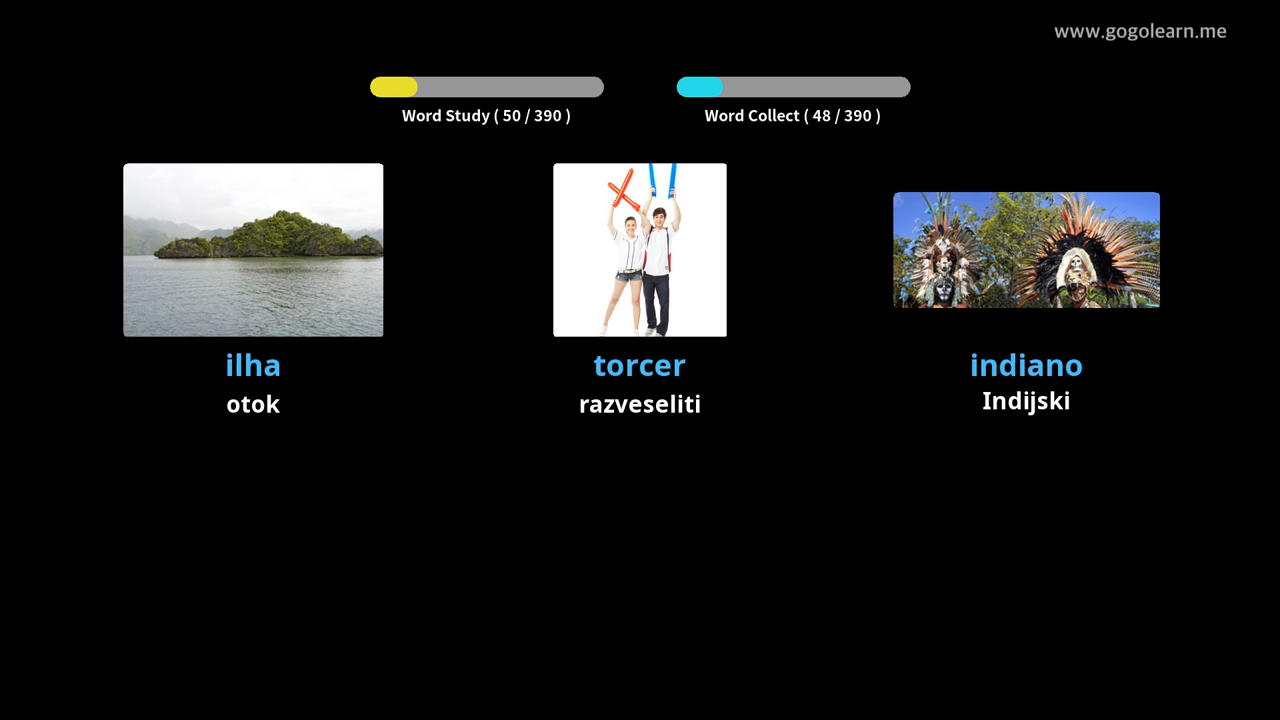 www.gogolearn.me
Word Study ( 50 / 390 )
Word Collect ( 48 / 390 )
ilha
otok
torcer
razveseliti
indiano
Indijski